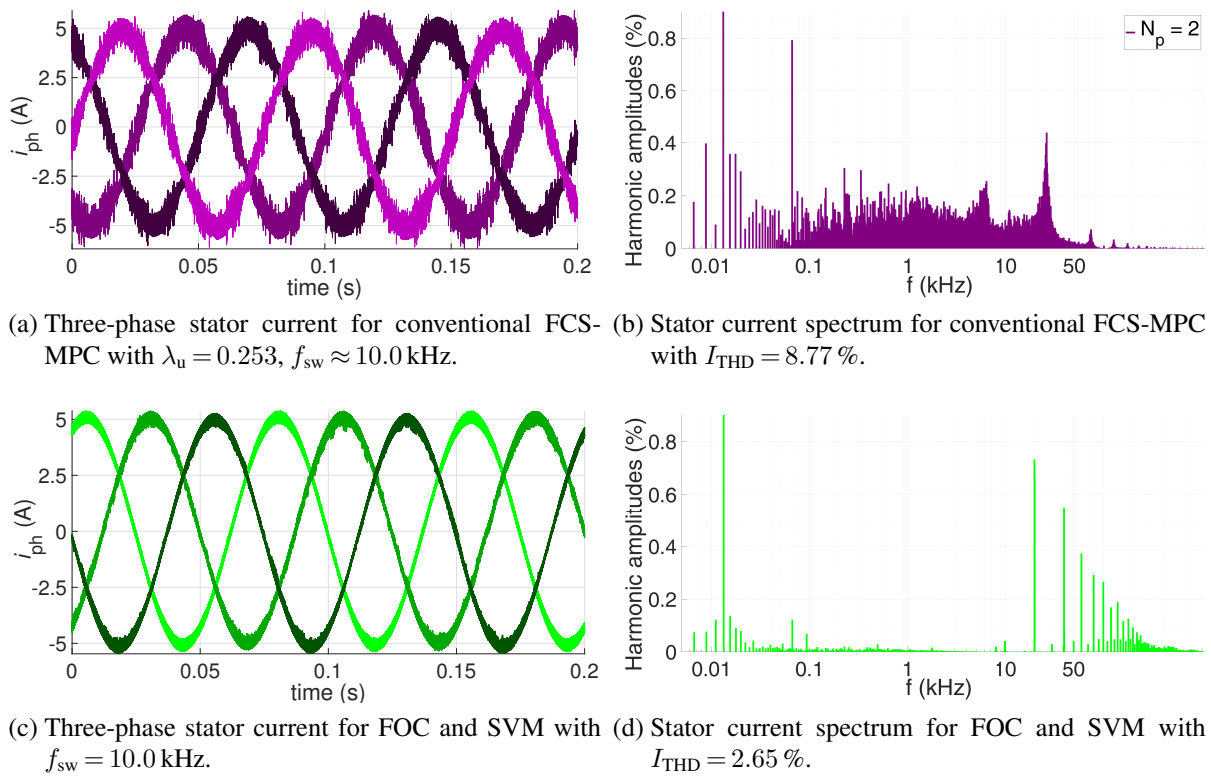 5
2.5
0
-2.5
-5
i_ph (A)
0 0.05 0.1 0.15 0.2
time (s)
0.8
0.6
0.4
0.2
0
Harmonic amplitudes (%)
N_p = 2
0.01 0.1 1 10 50
f (kHz)
(a) Three-phase stator current for conventional FCS-
MPC with λ_u = 0.253, f_sw ≈ 10.0 kHz.
(b) Stator current spectrum for conventional FCS-MPC
with I_THD = 8.77 %.
5
2.5
0
-2.5
-5
i_ph (A)
0 0.05 0.1 0.15 0.2
time (s)
0.8
0.6
0.4
0.2
0
Harmonic amplitudes (%)
0.01 0.1 1 10 50
f (kHz)
(c) Three-phase stator current for FOC and SVM with
f_sw = 10.0 kHz.
(d) Stator current spectrum for FOC and SVM with
I_THD = 2.65 %.